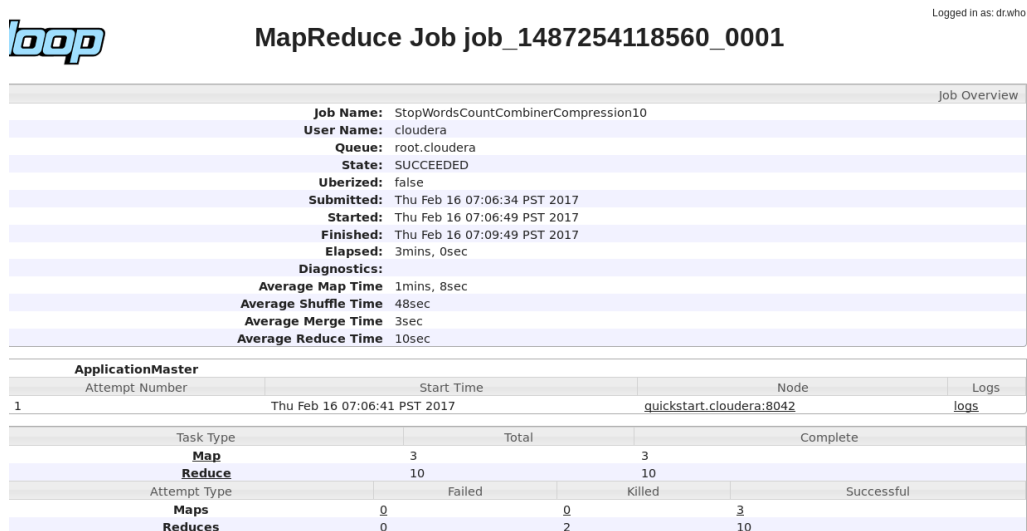 Logged in as: dr.who
loop
MapReduce Job job_1487254118560_0001
Job Overview
Job Name: StopWordsCountCombinerCompression10
User Name: cloudera
Queue: root.cloudera
State: SUCCEEDED
Uberized: false
Submitted: Thu Feb 16 07:06:34 PST 2017
Started: Thu Feb 16 07:06:49 PST 2017
Finished: Thu Feb 16 07:09:49 PST 2017
Elapsed: 3mins, 0sec
Diagnostics:
Average Map Time 1mins, 8sec
Average Shuffle Time 48sec
Average Merge Time 3sec
Average Reduce Time 10sec
ApplicationMaster
Attempt Number Start Time Node Logs
1 Thu Feb 16 07:06:41 PST 2017 quickstart.cloudera:8042 logs
Task Type Total Complete
Map 3 3
Reduce 10 10
Attempt Type Failed Killed Successful
Maps 0 0 3
Reduces 0 2 10